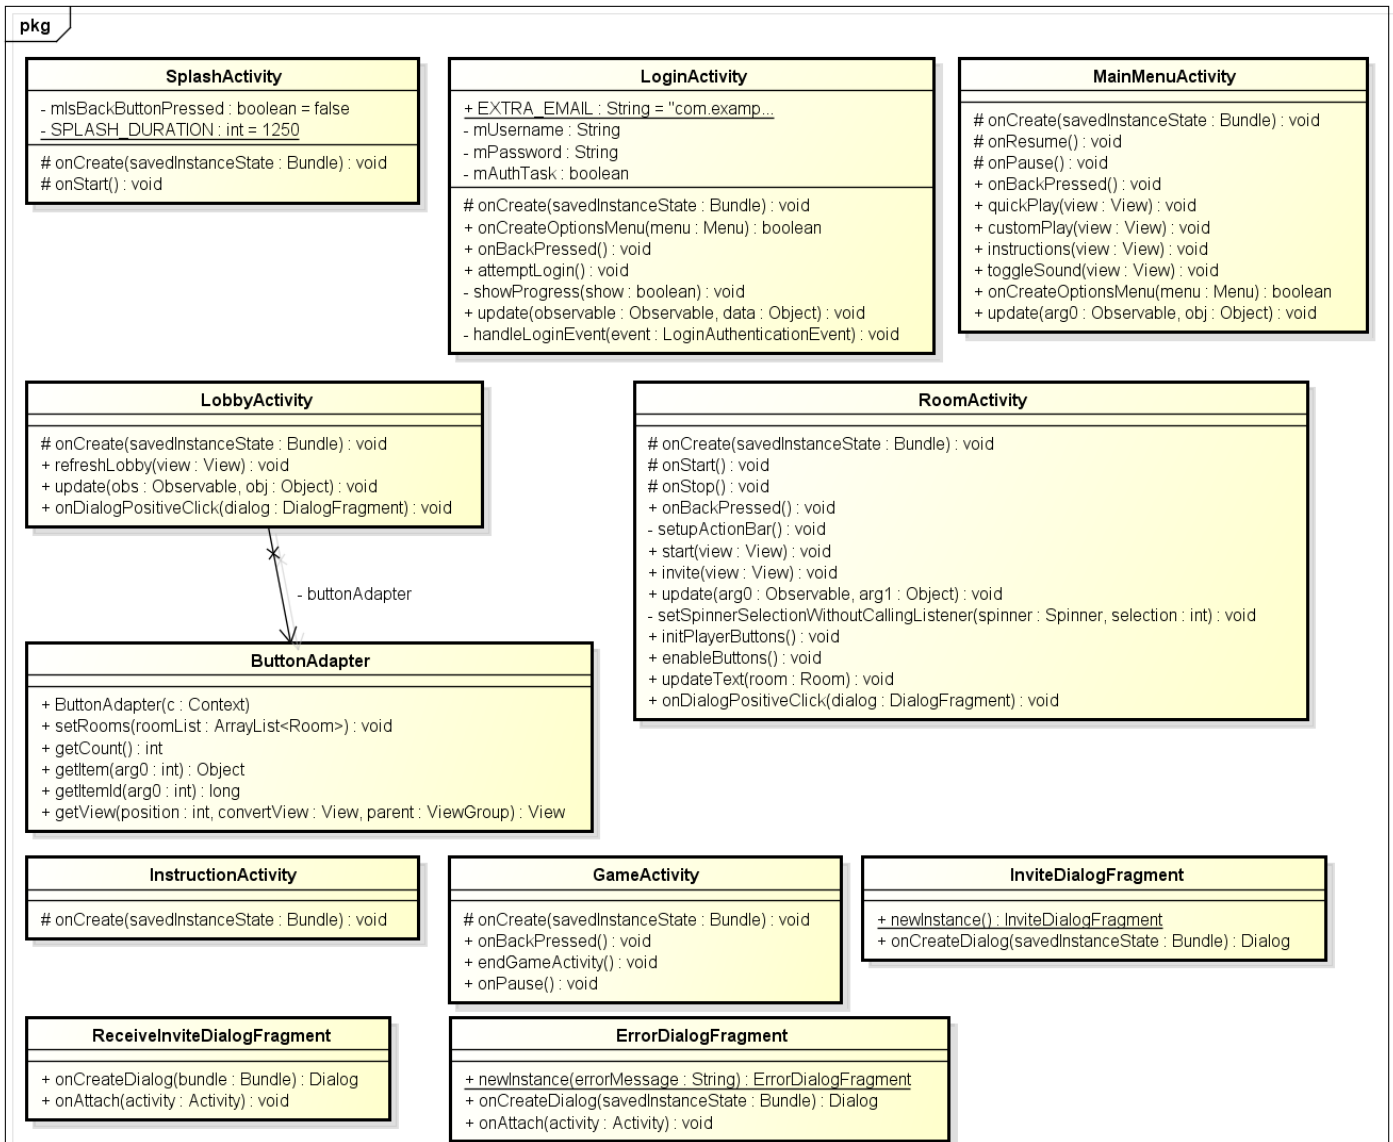 pkg
SplashActivity
- mIsBackButtonPressed : boolean = false
- SPLASH_DURATION : int = 1250
# onCreate(savedInstanceState : Bundle) : void
# onStart() : void
LoginActivity
+ EXTRA_EMAIL : String = "com.examp...
- mUsername : String
- mPassword : String
- mAuthTask : boolean
# onCreate(savedInstanceState : Bundle) : void
+ onCreateOptionsMenu(menu : Menu) : boolean
+ onBackPressed() : void
+ attemptLogin() : void
- showProgress(show : boolean) : void
+ update(observable : Observable, data : Object) : void
- handleLoginEvent(event : LoginAuthenticationEvent) : void
MainMenuActivity
# onCreate(savedInstanceState : Bundle) : void
# onResume() : void
# onPause() : void
+ onBackPressed() : void
+ quickPlay(view : View) : void
+ customPlay(view : View) : void
+ instructions(view : View) : void
+ toggleSound(view : View) : void
+ onCreateOptionsMenu(menu : Menu) : boolean
+ update(arg0 : Observable, obj : Object) : void
LobbyActivity
# onCreate(savedInstanceState : Bundle) : void
+ refreshLobby(view : View) : void
+ update(obs : Observable, obj : Object) : void
+ onDialogPositiveClick(dialog : DialogFragment) : void
- buttonAdapter
RoomActivity
# onCreate(savedInstanceState : Bundle) : void
# onStart() : void
# onStop() : void
+ onBackPressed() : void
- setupActionBar() : void
+ start(view : View) : void
+ invite(view : View) : void
+ update(arg0 : Observable, arg1 : Object) : void
- setSpinnerSelectionWithoutCallingListener(spinner : Spinner, selection : int) : void
+ initPlayerButtons() : void
+ enableButtons() : void
+ updateText(room : Room) : void
+ onDialogPositiveClick(dialog : DialogFragment) : void
ButtonAdapter
+ ButtonAdapter(c : Context)
+ setRooms(roomList : ArrayList<Room>) : void
+ getCount() : int
+ getItem(arg0 : int) : Object
+ getItemId(arg0 : int) : long
+ getView(position : int, convertView : View, parent : ViewGroup) : View
InstructionActivity
# onCreate(savedInstanceState : Bundle) : void
GameActivity
# onCreate(savedInstanceState : Bundle) : void
+ onBackPressed() : void
+ endGameActivity() : void
+ onPause() : void
InviteDialogFragment
+ newInstance() : InviteDialogFragment
+ onCreateDialog(savedInstanceState : Bundle) : Dialog
ReceiveInviteDialogFragment
+ onCreateDialog(bundle : Bundle) : Dialog
+ onAttach(activity : Activity) : void
ErrorDialogFragment
+ newInstance(errorMessage : String) : ErrorDialogFragment
+ onCreateDialog(savedInstanceState : Bundle) : Dialog
+ onAttach(activity : Activity) : void